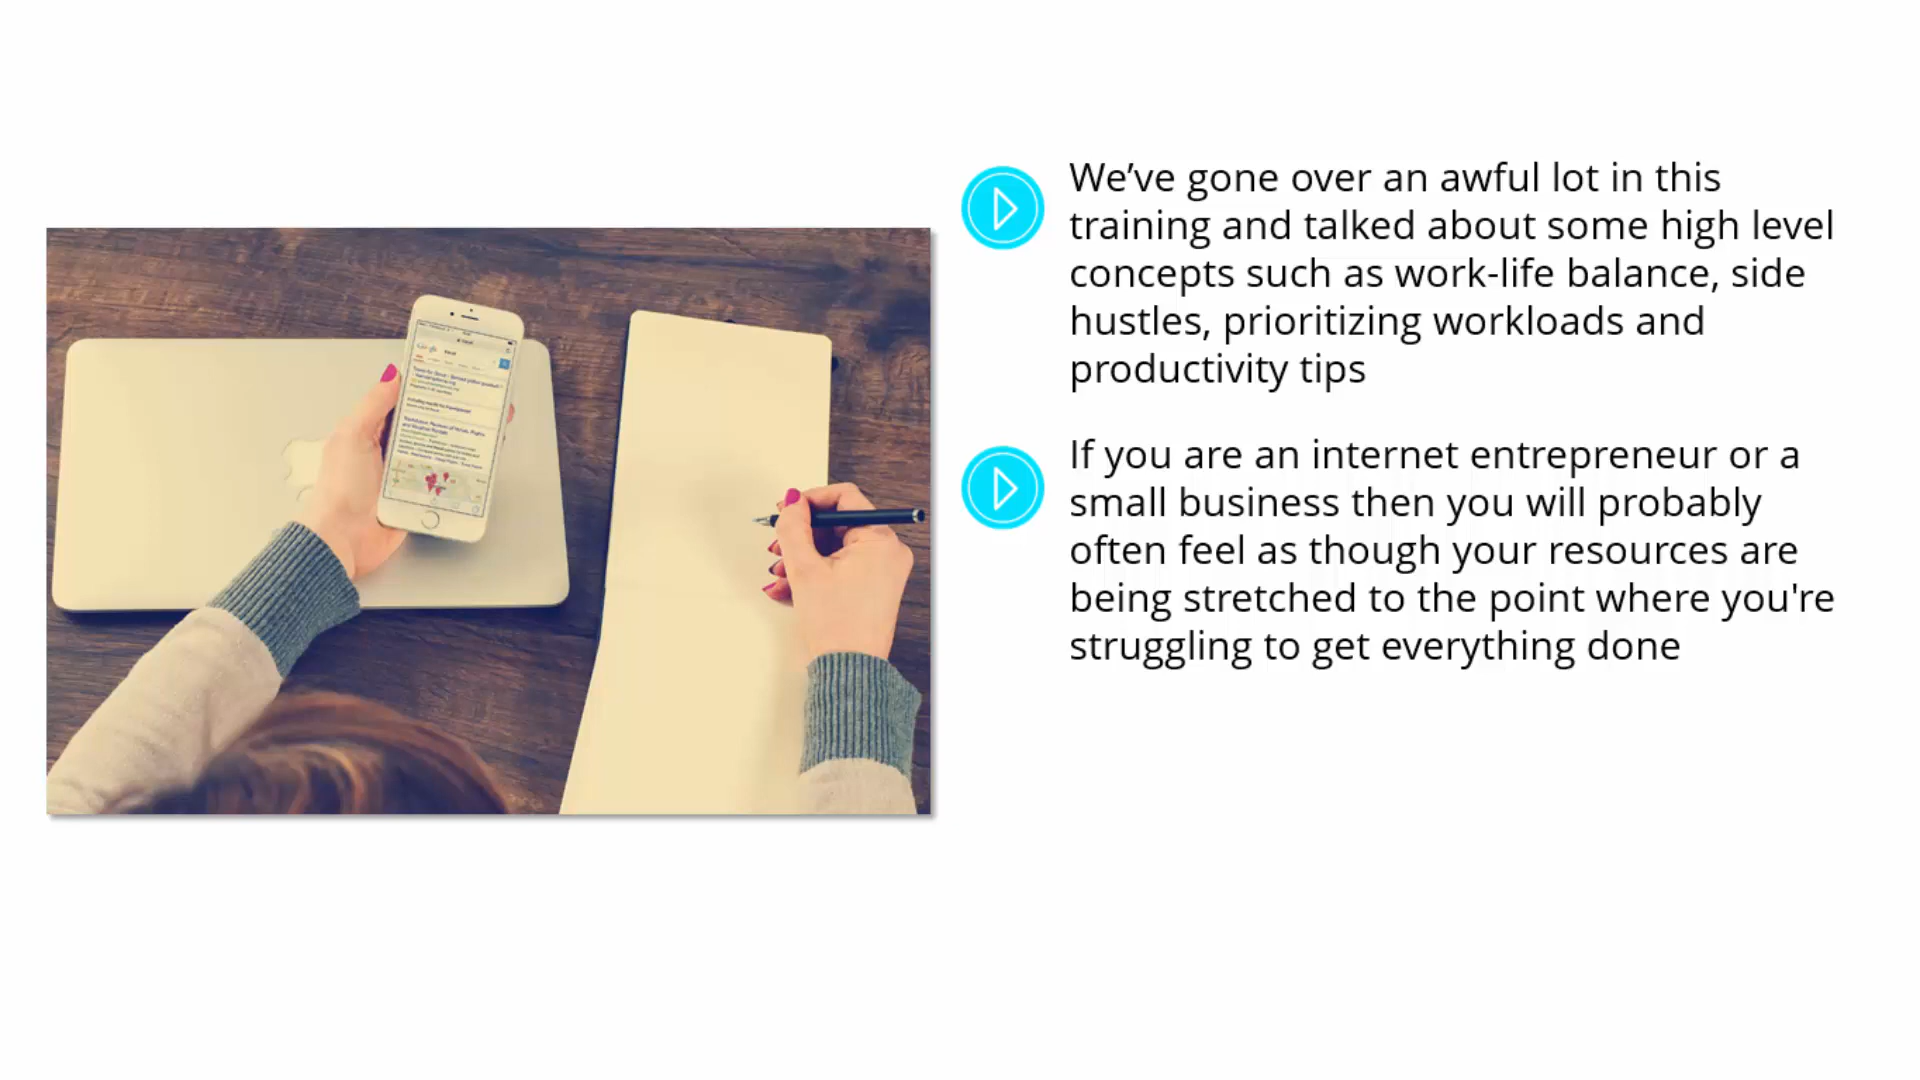 We’ve gone over an awful lot in this
training and talked about some high level
concepts such as work-life balance, side
hustles, prioritizing workloads and
productivity tips
If you are an internet entrepreneur or a
small business then you will probably
often feel as though your resources are
being stretched to the point where you're
struggling to get everything done